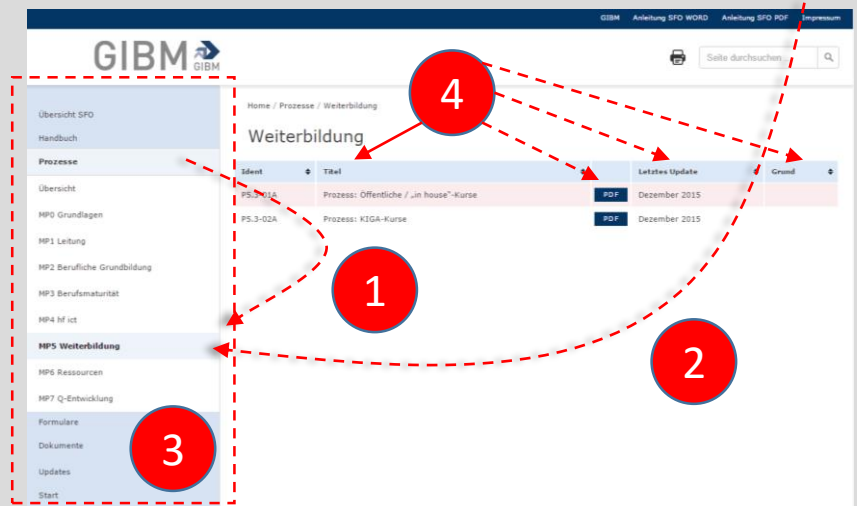 GIBM Anleitung SFO WORD Anleitung SFO PDF Impressum
GIBM GIBM
Seite durchsuchen...
Übersicht SFO
Handbuch
Prozesse
Übersicht
MP0 Grundlagen
MP1 Leitung
MP2 Berufliche Grundbildung
MP3 Berufsmaturität
MP4 hf ict
MP5 Weiterbildung
MP6 Ressourcen
MP7 Q-Entwicklung
Formulare
Dokumente
Updates
Start
Home / Prozesse / Weiterbildung
Weiterbildung
Ident Titel Letztes Update Grund
P5.3-01A Prozess: Öffentliche / „in house"-Kurse PDF Dezember 2015
P5.3-02A Prozess: KIGA-Kurse PDF Dezember 2015
4
1
2
3